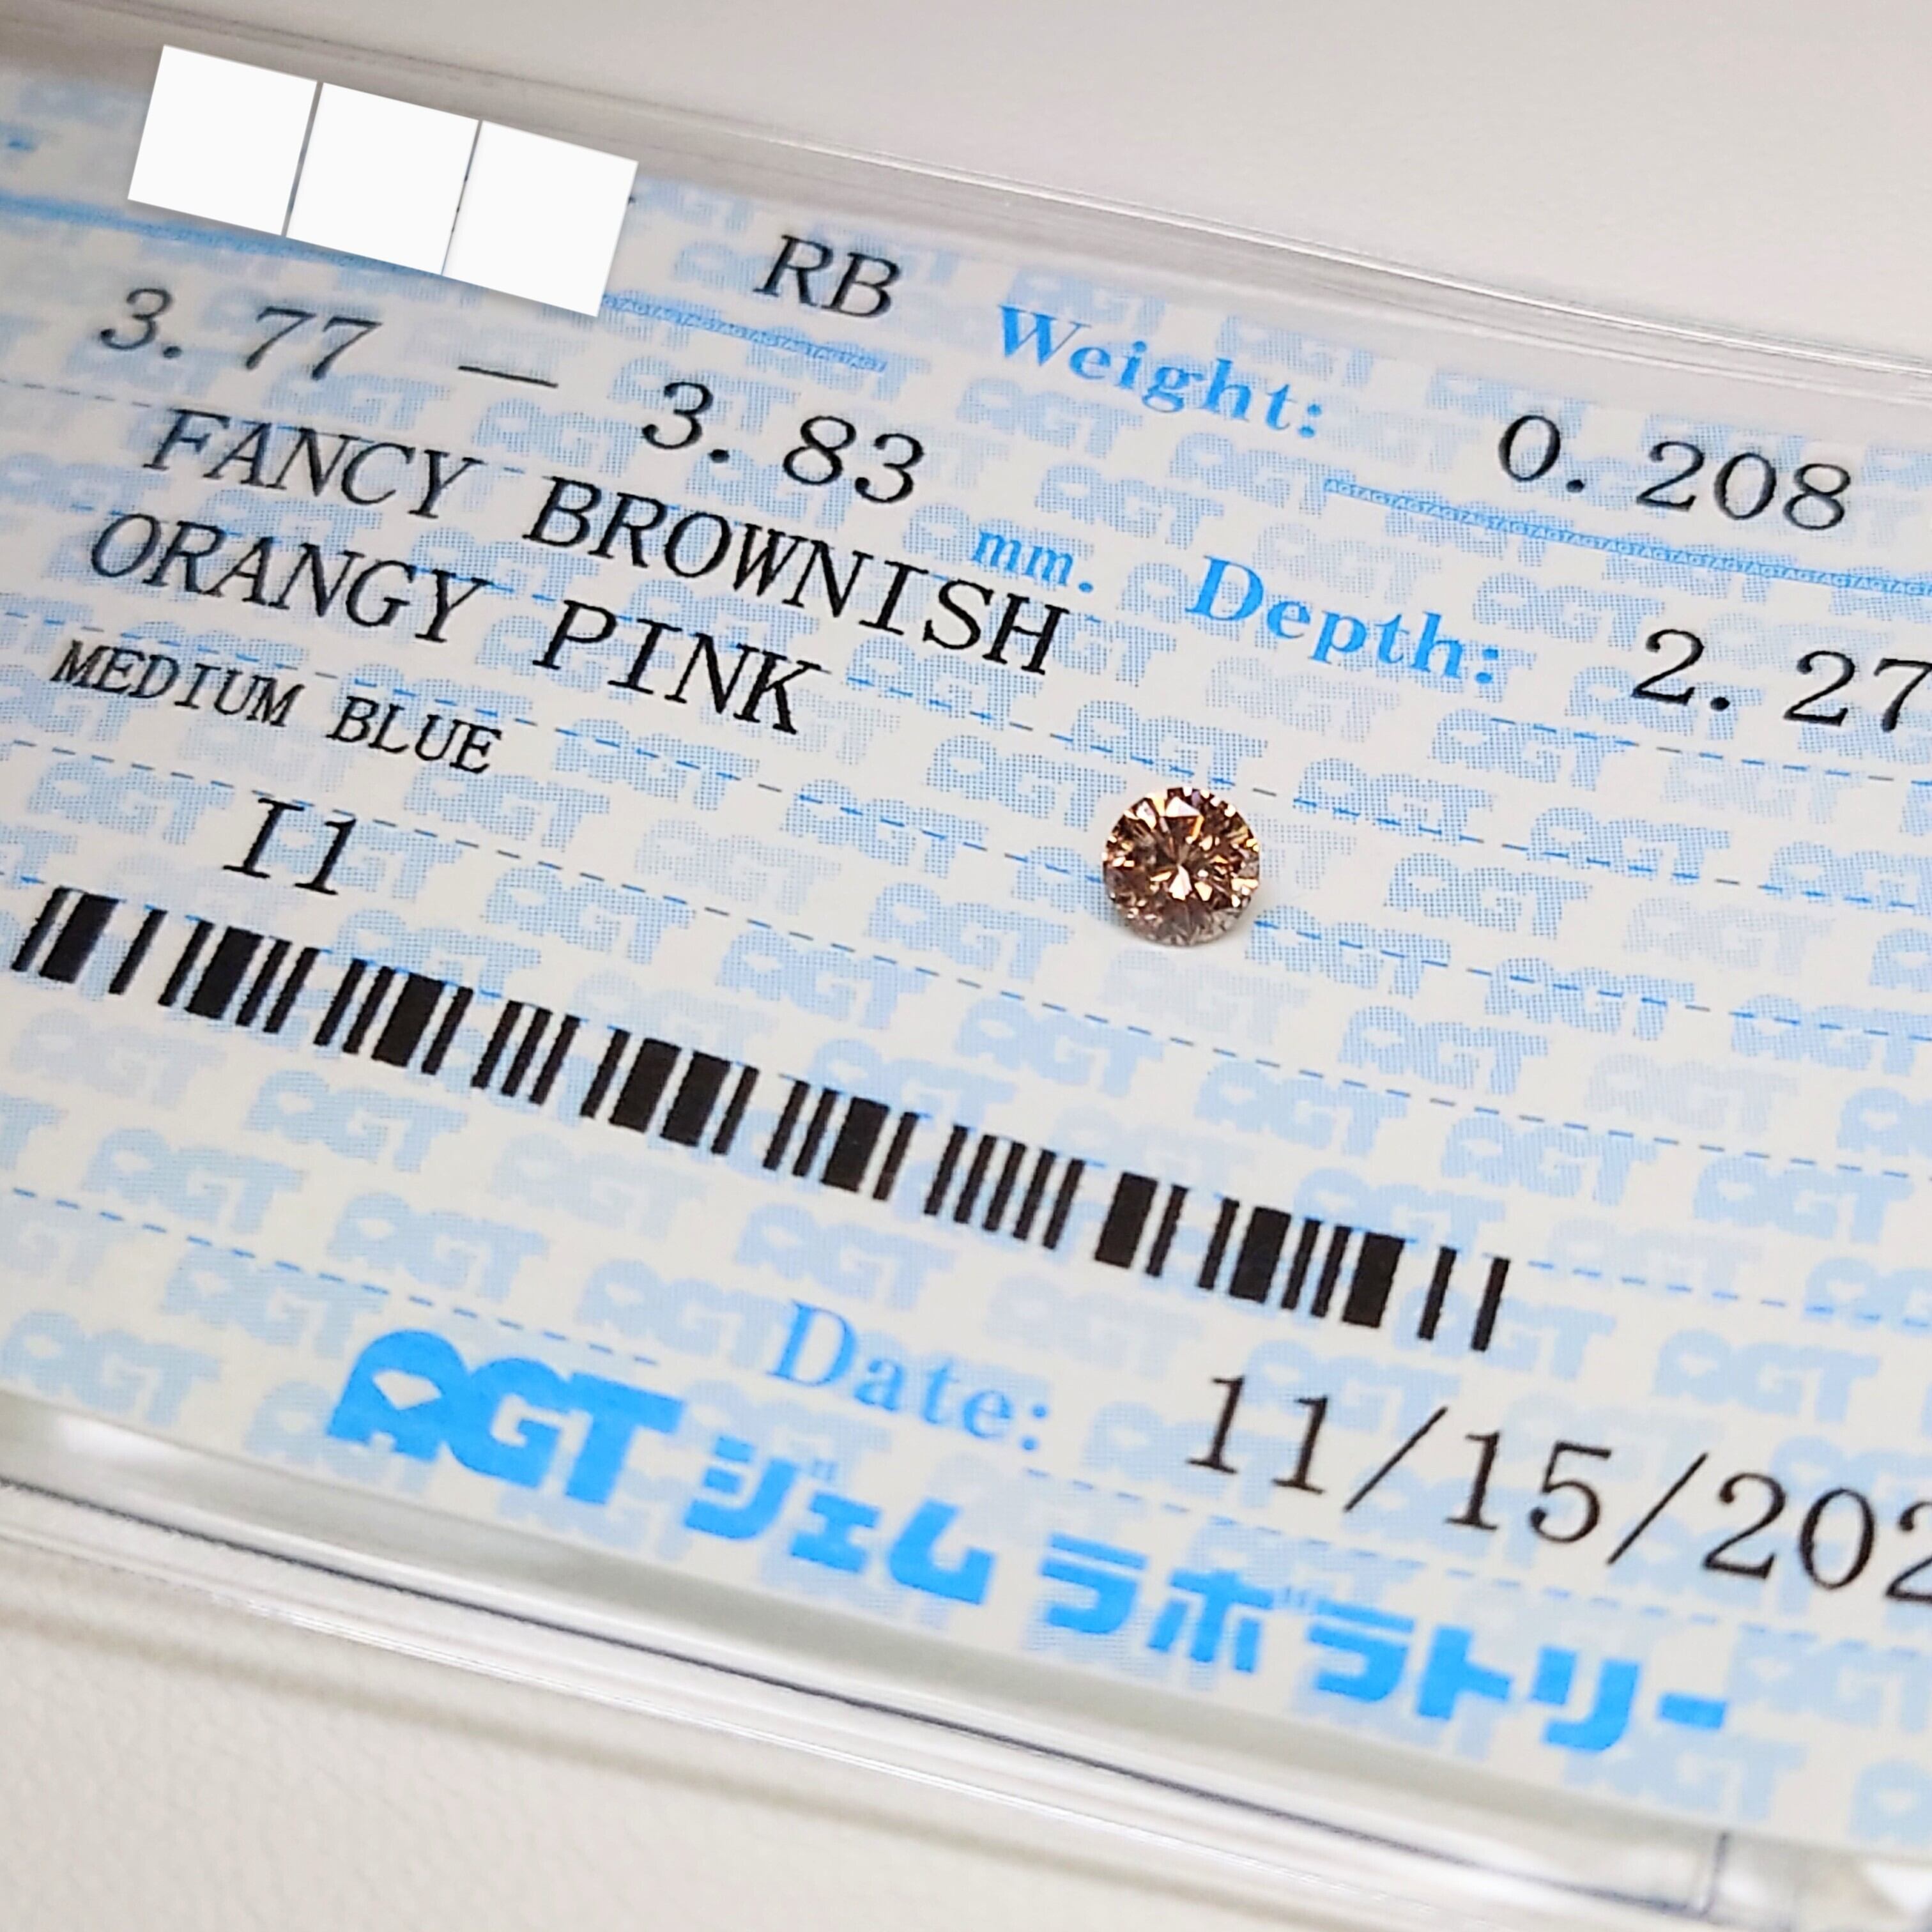 RB Weight: 0.208
3.77 — 3.83 mm. Depth: 2.27
FANCY BROWNISH
ORANGY PINK
MEDIUM BLUE
I1
Date: 11/15/202
AGT ジェム ラボラトリー